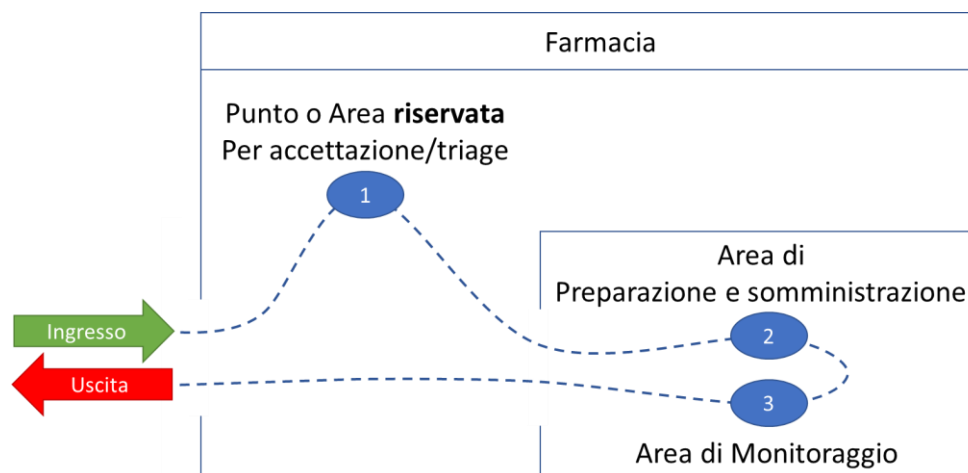 Farmacia
Punto o Area riservata
Per accettazione/triage
1
Area di
Preparazione e somministrazione
Ingresso
2
Uscita
3
Area di Monitoraggio